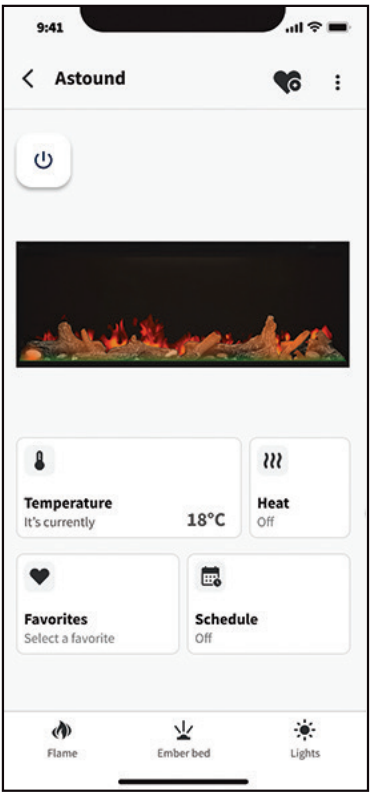 9:41
Astound
Temperature
It's currently
18°C
Heat
Off
Favorites
Select a favorite
Schedule
Off
Flame
Ember bed
Lights